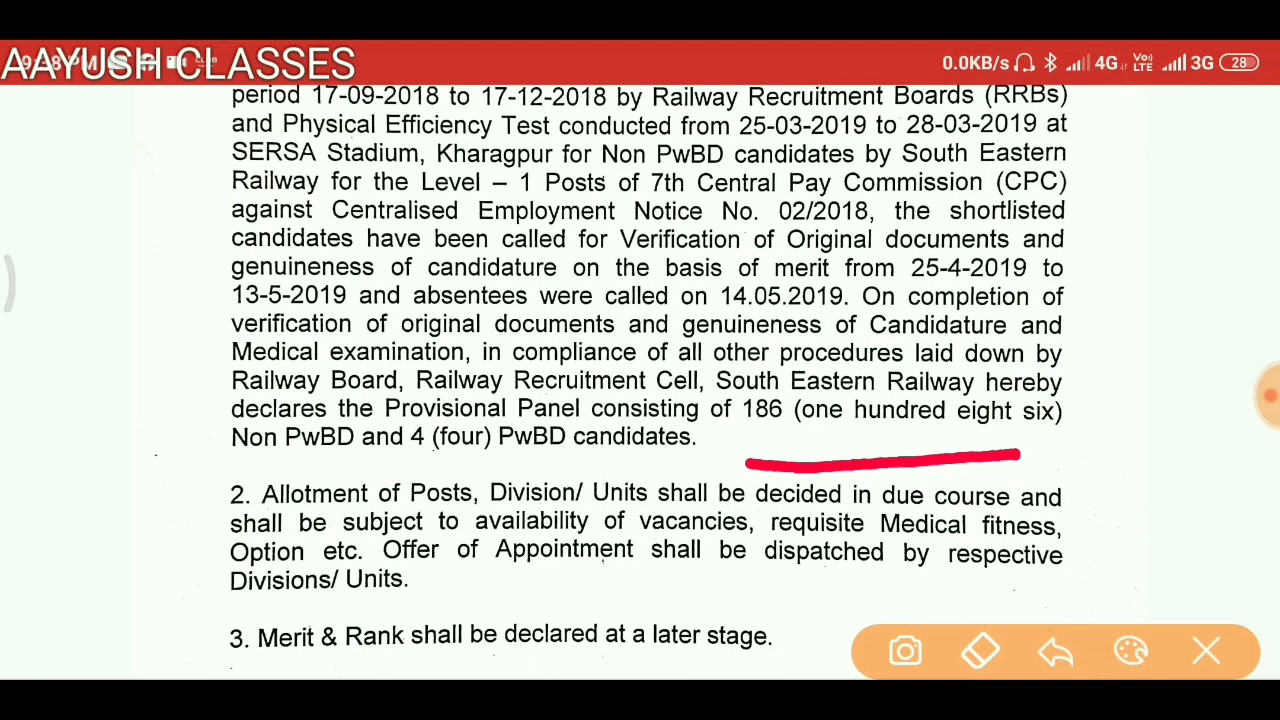 AAYUSH CLASSES
0.0KB/s 4G Vo) LTE 3G 28
period 17-09-2018 to 17-12-2018 by Railway Recruitment Boards (RRBs)
and Physical Efficiency Test conducted from 25-03-2019 to 28-03-2019 at
SERSA Stadium, Kharagpur for Non PwBD candidates by South Eastern
Railway for the Level – 1 Posts of 7th Central Pay Commission (CPC)
against Centralised Employment Notice No. 02/2018, the shortlisted
candidates have been called for Verification of Original documents and
genuineness of candidature on the basis of merit from 25-4-2019 to
13-5-2019 and absentees were called on 14.05.2019. On completion of
verification of original documents and genuineness of Candidature and
Medical examination, in compliance of all other procedures laid down by
Railway Board, Railway Recruitment Cell, South Eastern Railway hereby
declares the Provisional Panel consisting of 186 (one hundred eight six)
Non PwBD and 4 (four) PwBD candidates.
2. Allotment of Posts, Division/ Units shall be decided in due course and
shall be subject to availability of vacancies, requisite Medical fitness,
Option etc. Offer of Appointment shall be dispatched by respective
Divisions/ Units.
3. Merit & Rank shall be declared at a later stage.